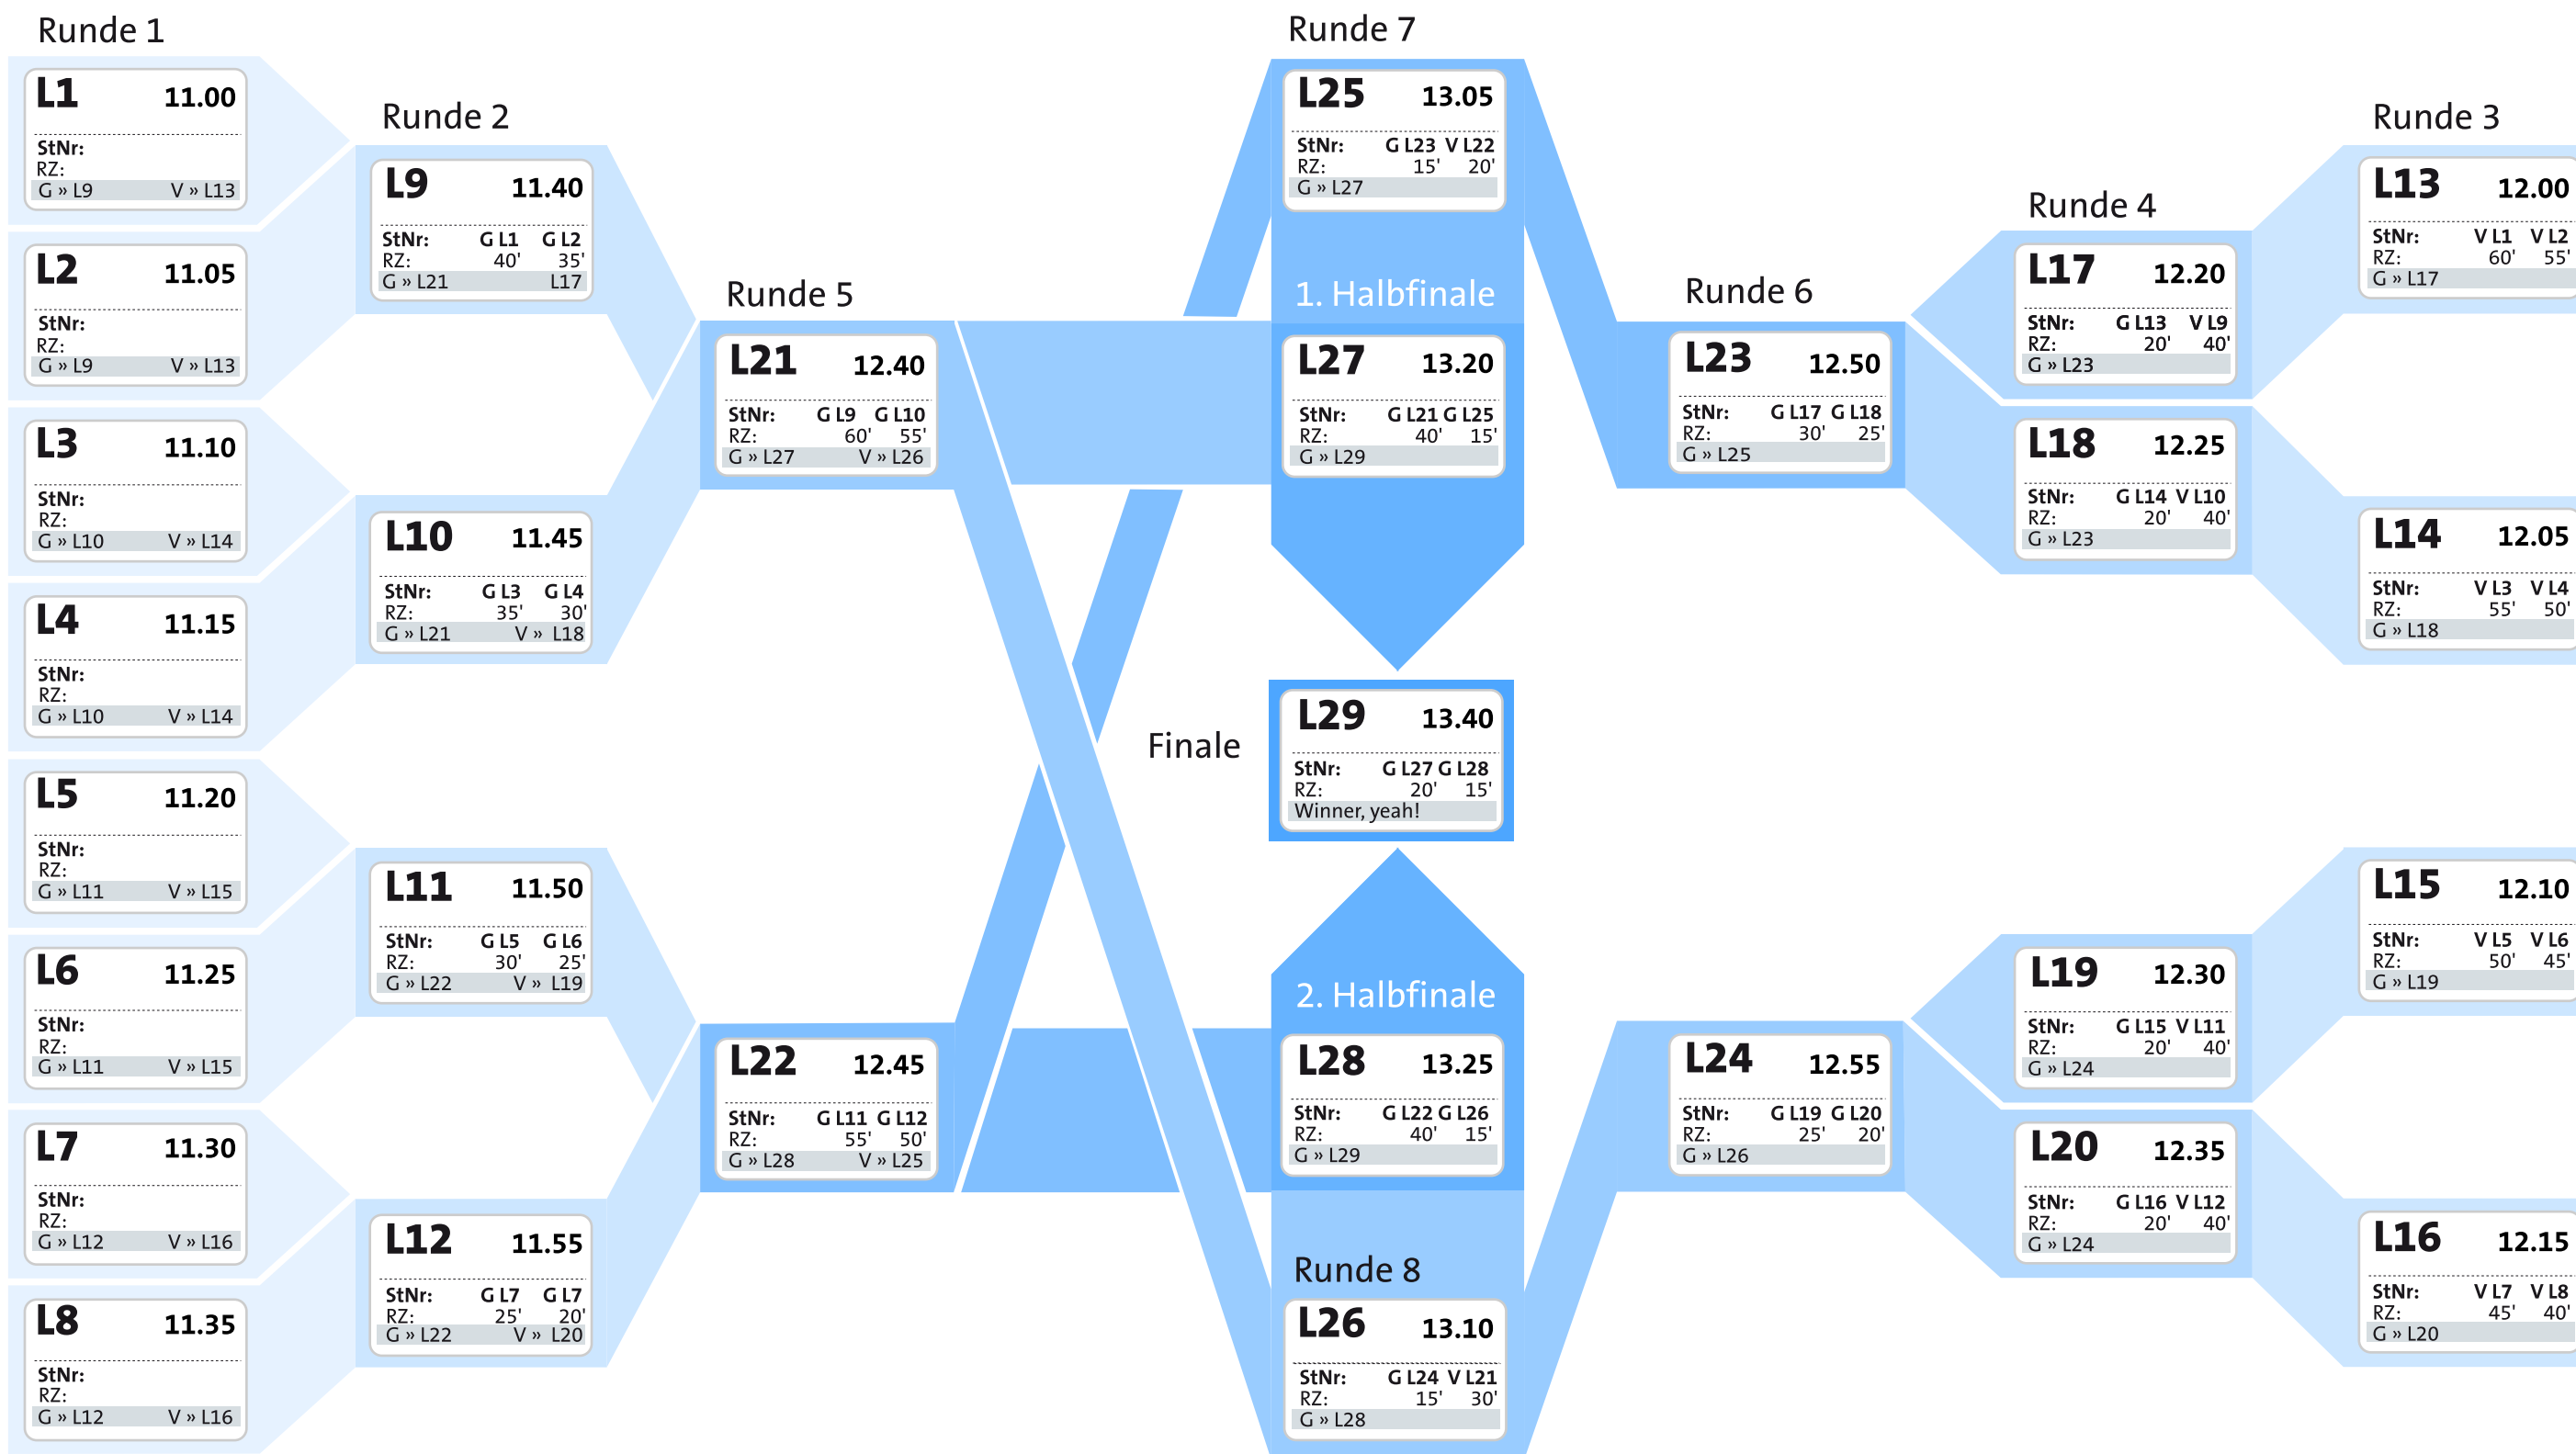 Runde 1
L1 11.00
StNr:
RZ:
G » L9 V » L13
L2 11.05
StNr:
RZ:
G » L9 V » L13
L3 11.10
StNr:
RZ:
G » L10 V » L14
L4 11.15
StNr:
RZ:
G » L10 V » L14
L5 11.20
StNr:
RZ:
G » L11 V » L15
L6 11.25
StNr:
RZ:
G » L11 V » L15
L7 11.30
StNr:
RZ:
G » L12 V » L16
L8 11.35
StNr:
RZ:
G » L12 V » L16
Runde 2
L9 11.40
StNr: G L1 G L2
RZ: 40' 35'
G » L21 L17
L10 11.45
StNr: G L3 G L4
RZ: 35' 30'
G » L21 V » L18
L11 11.50
StNr: G L5 G L6
RZ: 30' 25'
G » L22 V » L19
L12 11.55
StNr: G L7 G L7
RZ: 25' 20'
G » L22 V » L20
Runde 5
L21 12.40
StNr: G L9 G L10
RZ: 60' 55'
G » L27 V » L26
L22 12.45
StNr: G L11 G L12
RZ: 55' 50'
G » L28 V » L25
Runde 7
L25 13.05
StNr: G L23 V L22
RZ: 15' 20'
G » L27
1. Halbfinale
L27 13.20
StNr: G L21 G L25
RZ: 40' 15'
G » L29
Finale
L29 13.40
StNr: G L27 G L28
RZ: 20' 15'
Winner, yeah!
2. Halbfinale
L28 13.25
StNr: G L22 G L26
RZ: 40' 15'
G » L29
Runde 8
L26 13.10
StNr: G L24 V L21
RZ: 15' 30'
G » L28
Runde 6
L23 12.50
StNr: G L17 G L18
RZ: 30' 25'
G » L25
L24 12.55
StNr: G L19 G L20
RZ: 25' 20'
G » L26
Runde 4
L17 12.20
StNr: G L13 V L9
RZ: 20' 40'
G » L23
L18 12.25
StNr: G L14 V L10
RZ: 20' 40'
G » L23
L19 12.30
StNr: G L15 V L11
RZ: 20' 40'
G » L24
L20 12.35
StNr: G L16 V L12
RZ: 20' 40'
G » L24
Runde 3
L13 12.00
StNr: V L1 V L2
RZ: 60' 55'
G » L17
L14 12.05
StNr: V L3 V L4
RZ: 55' 50'
G » L18
L15 12.10
StNr: V L5 V L6
RZ: 50' 45'
G » L19
L16 12.15
StNr: V L7 V L8
RZ: 45' 40'
G » L20